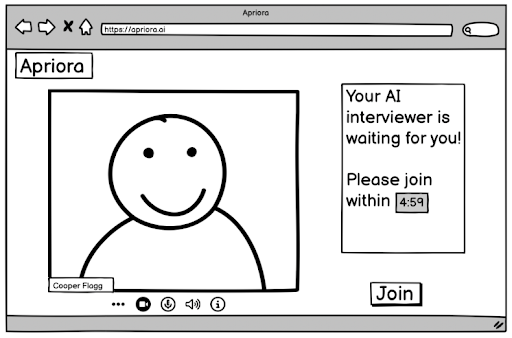 Apriora
https://apriora.ai
Apriora
Your AI
interviewer is
waiting for you!
Please join
within 4:59
Cooper Flogg
Join